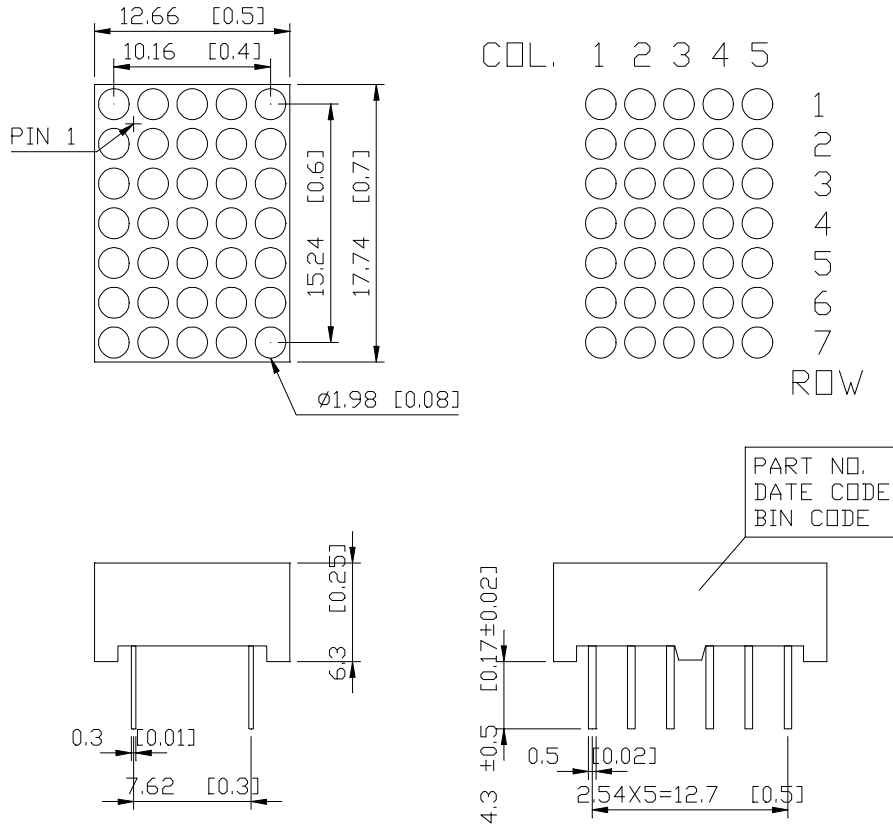 12.66 [0.5]
10.16 [0.4]
PIN 1
15.24 [0.6]
17.74 [0.7]
Ø1.98 [0.08]
COL. 1 2 3 4 5
1
2
3
4
5
6
7
ROW
PART NO.
DATE CODE
BIN CODE
6.3 [0.25]
0.3 [0.01]
7.62 [0.3]
4.3 ±0.5 [0.17±0.02]
0.5 [0.02]
2.54X5=12.7 [0.5]